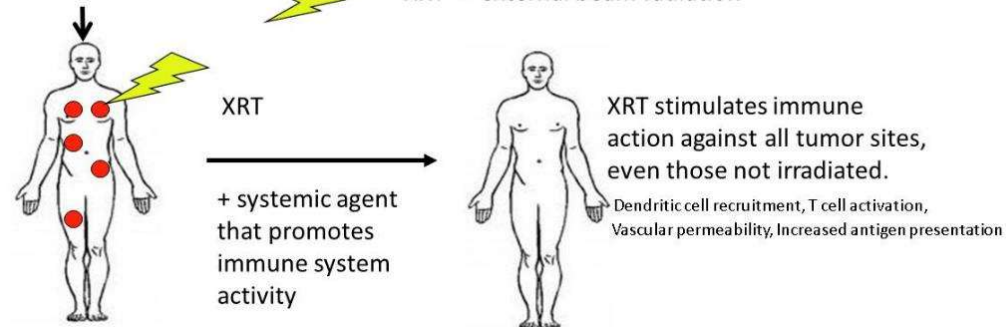 XRT
+ systemic agent
that promotes
immune system
activity
XRT stimulates immune
action against all tumor sites,
even those not irradiated.
Dendritic cell recruitment, T cell activation,
Vascular permeability, Increased antigen presentation